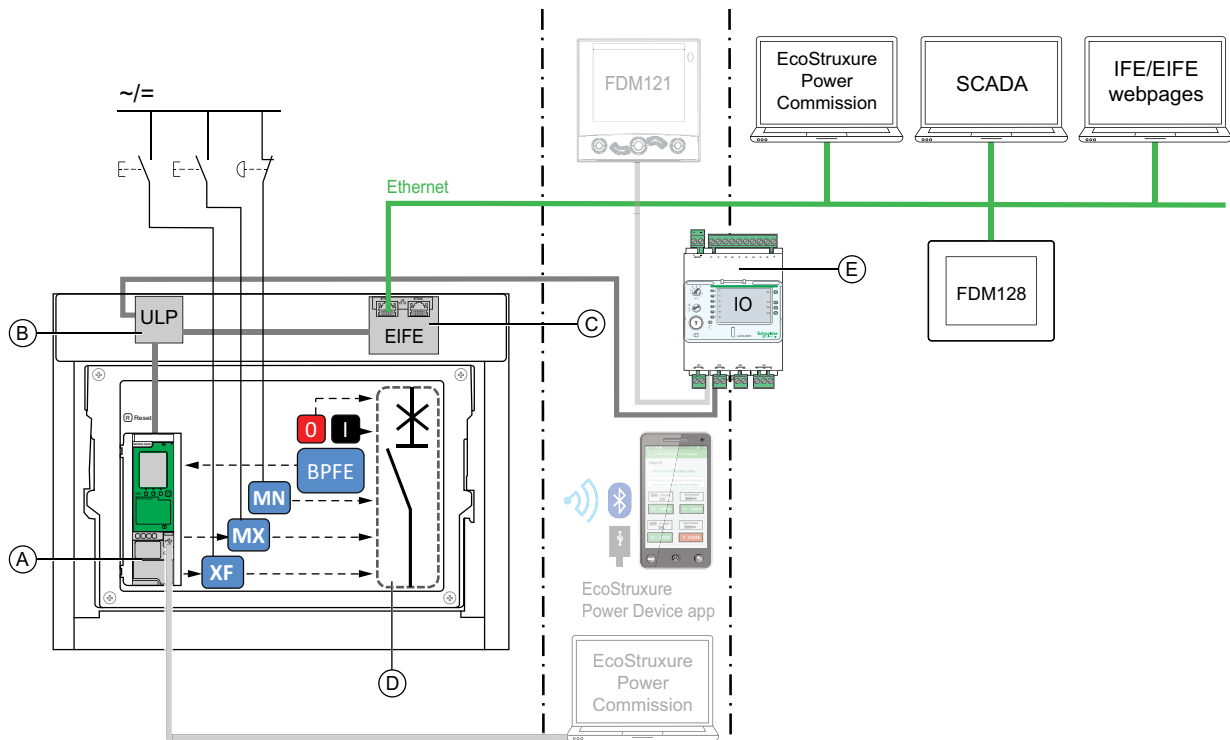 ~/=
FDM121
EcoStruxure
Power
Commission
SCADA
IFE/EIFE
webpages
Ethernet
E
IO
FDM128
B
ULP
EIFE
C
R Reset
0
I
BPFE
MN
MX
XF
A
D
EcoStruxure
Power Device app
EcoStruxure
Power
Commission